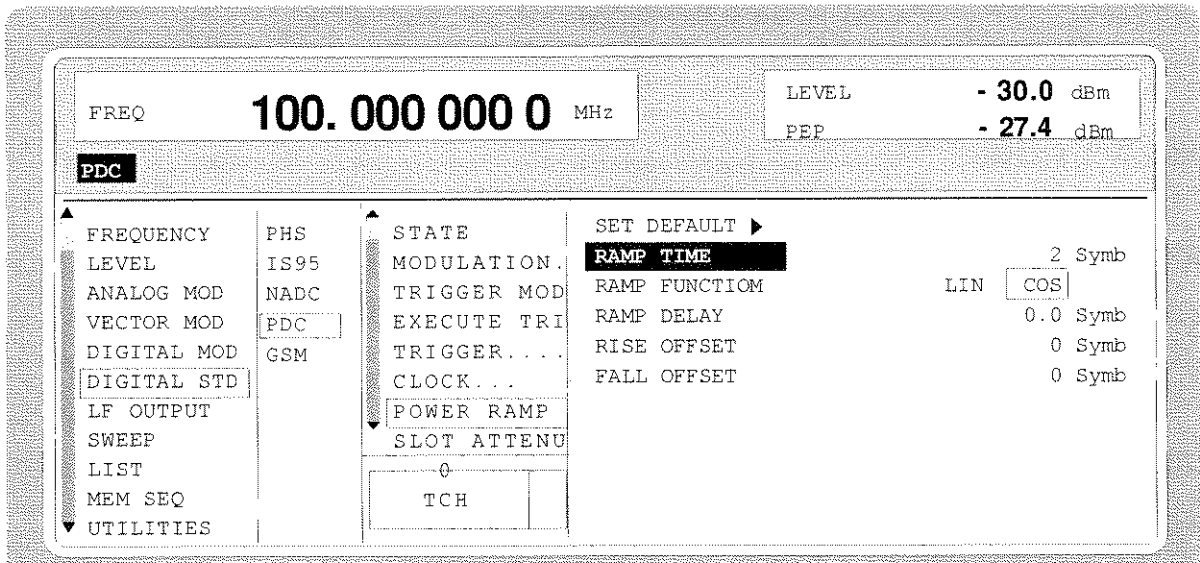 FREQ 100. 000 000 0 MHz
LEVEL - 30.0 dBm
PEP - 27.4 dBm
PDC
FREQUENCY
LEVEL
ANALOG MOD
VECTOR MOD
DIGITAL MOD
DIGITAL STD
LF OUTPUT
SWEEP
LIST
MEM SEQ
UTILITIES
PHS
IS95
NADC
PDC
GSM
STATE
MODULATION.
TRIGGER MOD
EXECUTE TRI
TRIGGER....
CLOCK...
POWER RAMP
SLOT ATTENU
0
TCH
SET DEFAULT ▶
RAMP TIME 2 Symb
RAMP FUNCTIOM LIN COS
RAMP DELAY 0.0 Symb
RISE OFFSET 0 Symb
FALL OFFSET 0 Symb